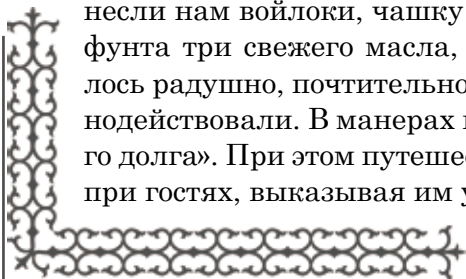 несли нам войлоки, чашку
фунта три свежего масла,
лось радушно, почтительно
нодействовали. В манерах
го долга». При этом путеше
при гостях, выказывая им